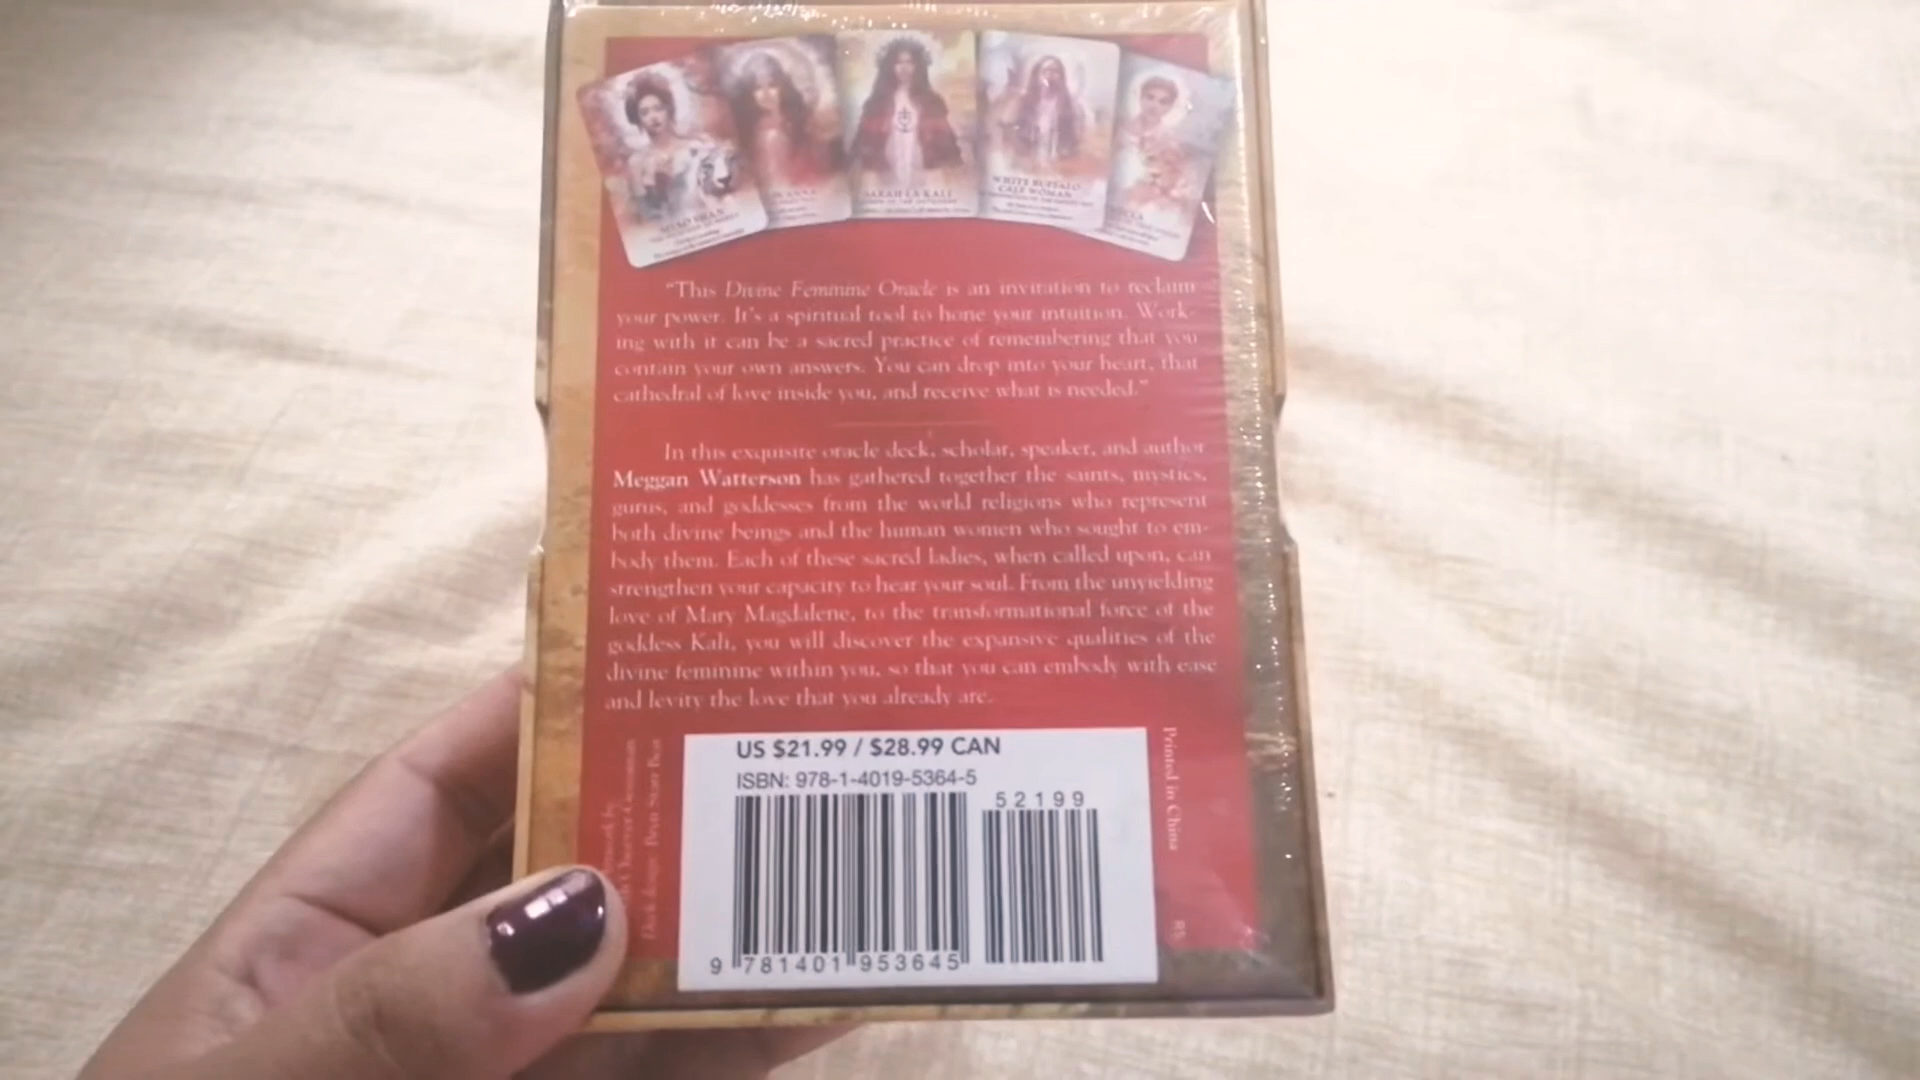 SARAH-LA-KALI
WHITE BUFFALO
CALF WOMAN
“This Divine Feminine Oracle is an invitation to reclaim
your power. It's a spiritual tool to hone your intuition. Work-
ing with it can be a sacred practice of remembering that you
contain your own answers. You can drop into your heart, that
cathedral of love inside you, and receive what is needed.”
In this exquisite oracle deck, scholar, speaker, and author
Meggan Watterson has gathered together the saints, mystics,
gurus, and goddesses from the world religions who represent
both divine beings and the human women who sought to em-
body them. Each of these sacred ladies, when called upon, can
strengthen your capacity to hear your soul. From the unyielding
love of Mary Magdalene, to the transformational force of the
goddess Kali, you will discover the expansive qualities of the
divine feminine within you, so that you can embody with ease
and levity the love that you already are.
Artwork by
Deck design
US $21.99 / $28.99 CAN
ISBN: 978-1-4019-5364-5
52199
9 781401 953645
Printed in China